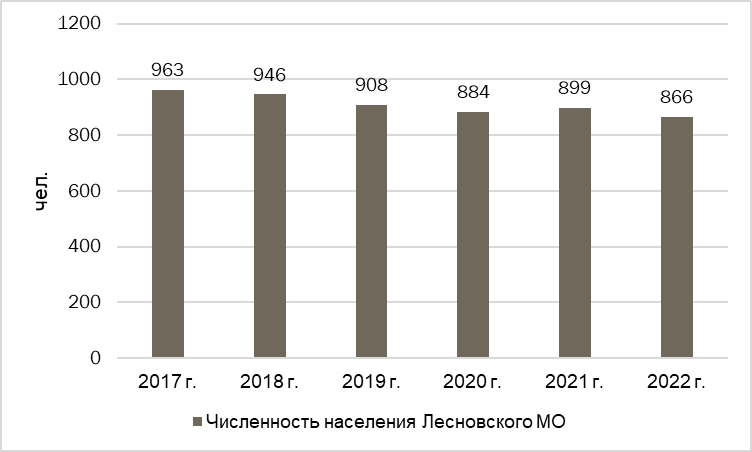 1200
1000
800
600
400
200
0
чел.
963
946
908
884
899
866
2017 г.
2018 г.
2019 г.
2020 г.
2021 г.
2022 г.
Численность населения Лесновского МО